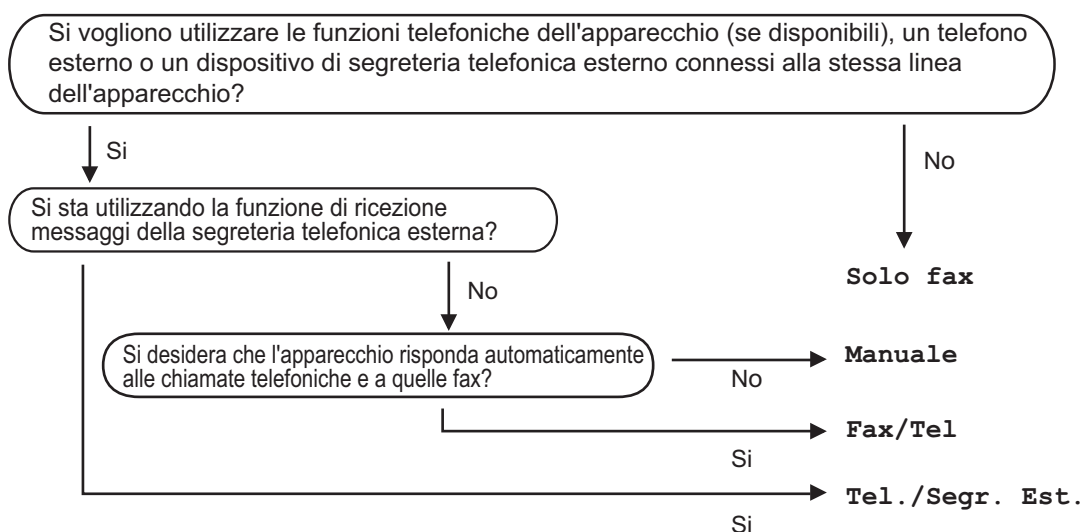 Si vogliono utilizzare le funzioni telefoniche dell'apparecchio (se disponibili), un telefono
esterno o un dispositivo di segreteria telefonica esterno connessi alla stessa linea
dell'apparecchio?
Si
No
Si sta utilizzando la funzione di ricezione
messaggi della segreteria telefonica esterna?
Solo fax
No
Si desidera che l'apparecchio risponda automaticamente
alle chiamate telefoniche e a quelle fax?
Manuale
No
Fax/Tel
Si
Tel./Segr. Est.
Si